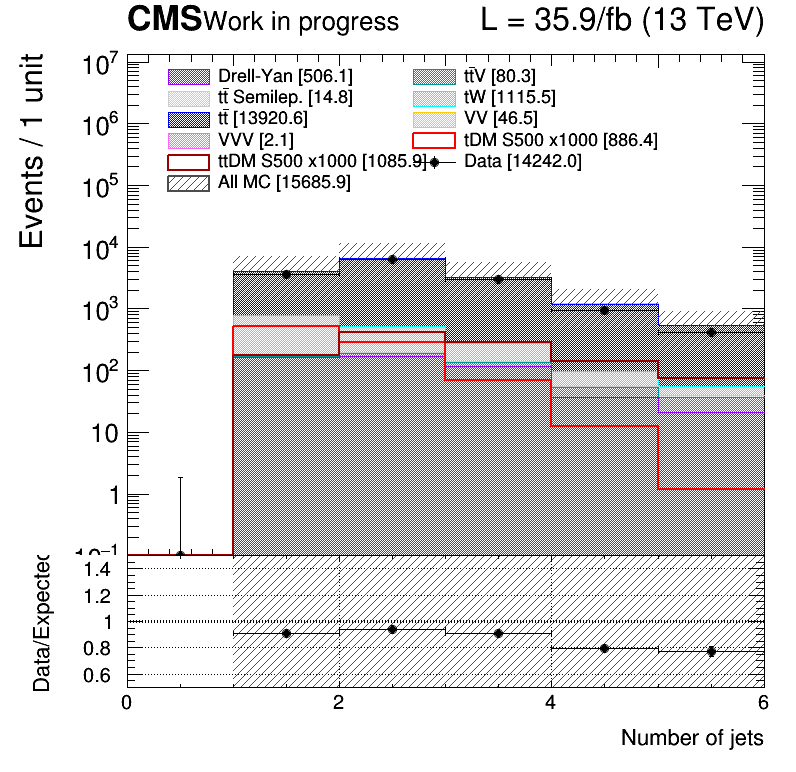 CMS Work in progress L = 35.9/fb (13 TeV)
Events / 1 unit
10⁷
10⁶
10⁵
10⁴
10³
10²
10
1
10⁻¹
Drell-Yan [506.1] tt̄V [80.3]
tt̄ Semilep. [14.8] tW [1115.5]
tt̄ [13920.6] VV [46.5]
VVV [2.1] tDM S500 x1000 [886.4]
ttDM S500 x1000 [1085.9] Data [14242.0]
All MC [15685.9]
Data/Expected
1.4
1.2
1
0.8
0.6
0 2 4 6
Number of jets